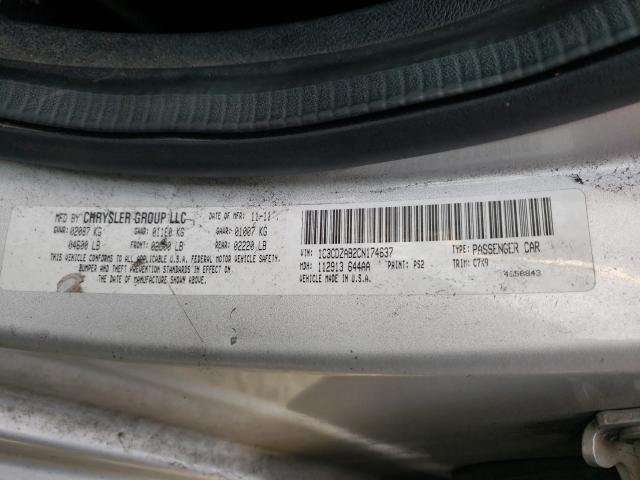 MFD BY CHRYSLER GROUP LLC DATE OF MFR: 11-11
GVWR: 02087 KG GAWR: 011E0 KG GAWR: 01007 KG
04600 LB FRONT: LB REAR: 02220 LB
THIS VEHICLE CONFORMS TO ALL U.S.A. FEDERAL MOTOR VEHICLE SAFETY,
BUMPER AND THEFT PREVENTION STANDARDS IN EFFECT ON
THE DATE OF MANUFACTURE SHOWN ABOVE.
VIN: 1C3CDZAB2CN174637 TYPE: PASSENGER CAR
MDH: 112913 644AA PAINT: PS2 TRIM: C7X9
VEHICLE MADE IN U.S.A. 4658843